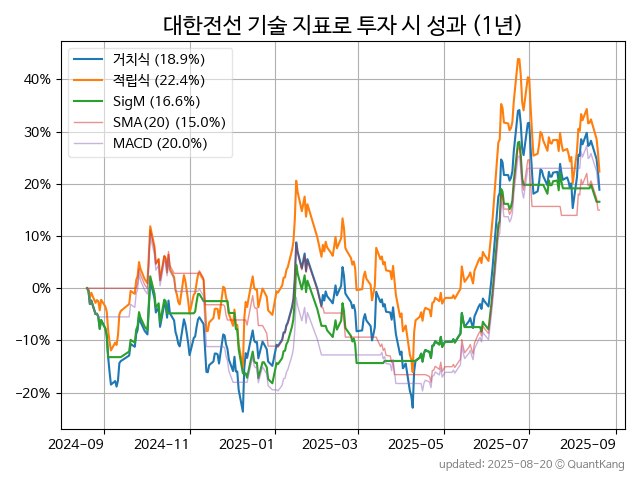 대한전선 기술 지표로 투자 시 성과 (1년)
거치식 (18.9%)
적립식 (22.4%)
SigM (16.6%)
SMA(20) (15.0%)
MACD (20.0%)
40%
30%
20%
10%
0%
−10%
−20%
2024-09 2024-11 2025-01 2025-03 2025-05 2025-07 2025-09
updated: 2025-08-20 © QuantKang